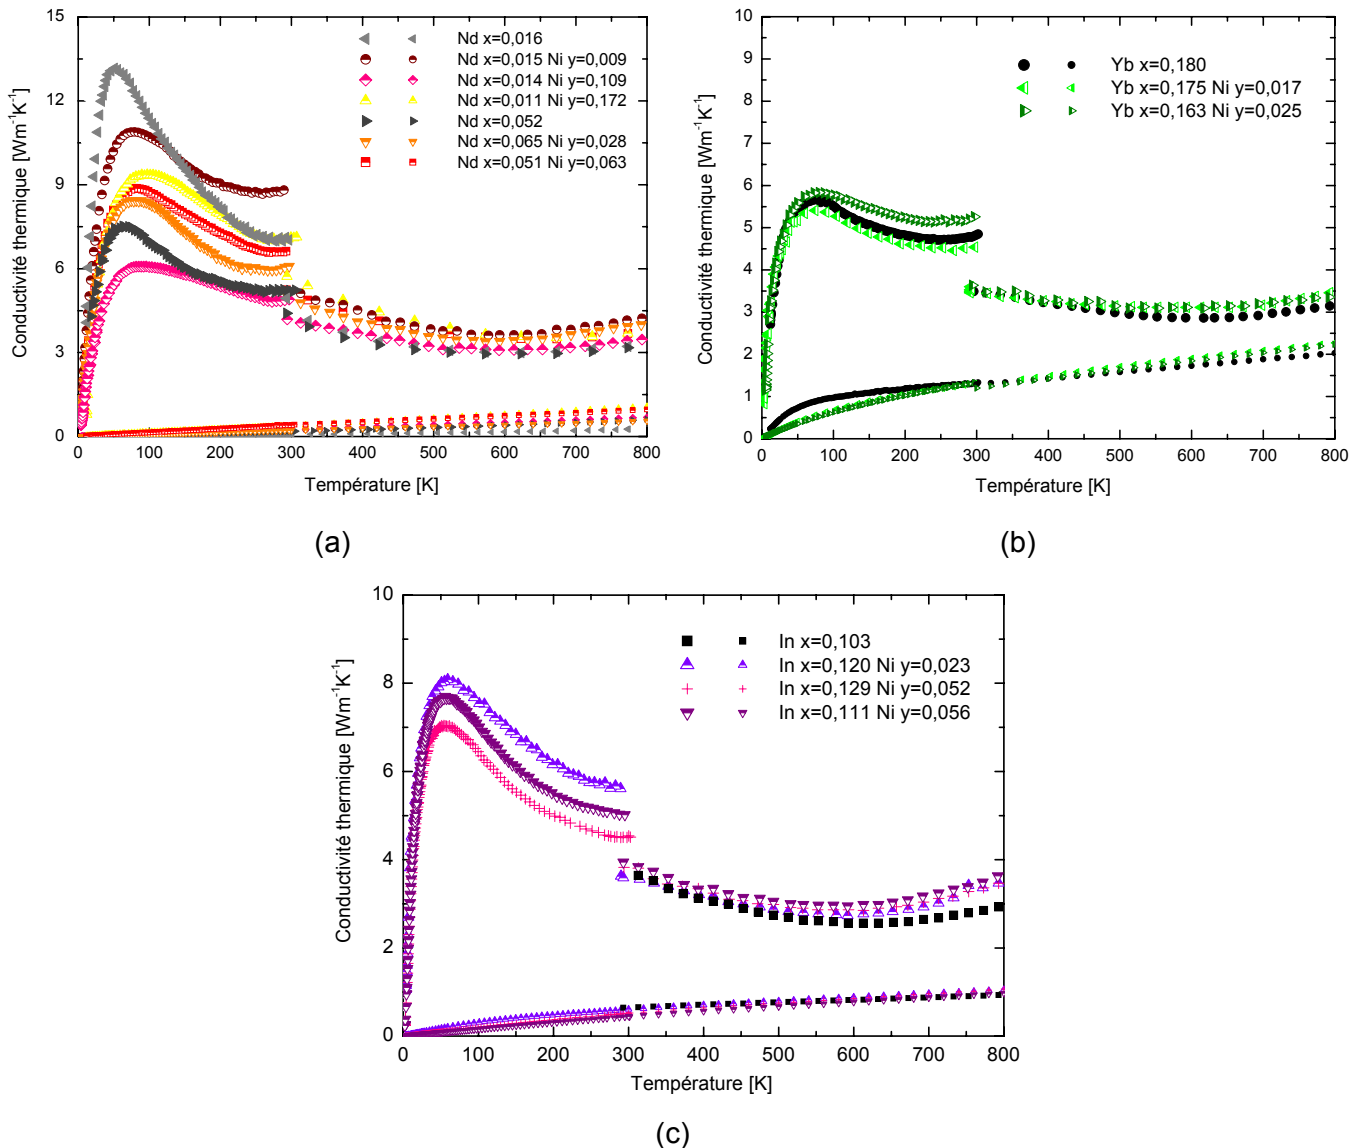 15
12
9
6
3
0
Conductivité thermique [Wm⁻¹K⁻¹]
Nd x=0,016
Nd x=0,015 Ni y=0,009
Nd x=0,014 Ni y=0,109
Nd x=0,011 Ni y=0,172
Nd x=0,052
Nd x=0,065 Ni y=0,028
Nd x=0,051 Ni y=0,063
0 100 200 300 400 500 600 700 800
Température [K]
(a)
10
9
8
7
6
5
4
3
2
1
0
Conductivité thermique [Wm⁻¹K⁻¹]
Yb x=0,180
Yb x=0,175 Ni y=0,017
Yb x=0,163 Ni y=0,025
0 100 200 300 400 500 600 700 800
Température [K]
(b)
10
8
6
4
2
0
Conductivité thermique [Wm⁻¹K⁻¹]
In x=0,103
In x=0,120 Ni y=0,023
In x=0,129 Ni y=0,052
In x=0,111 Ni y=0,056
0 100 200 300 400 500 600 700 800
Température [K]
(c)